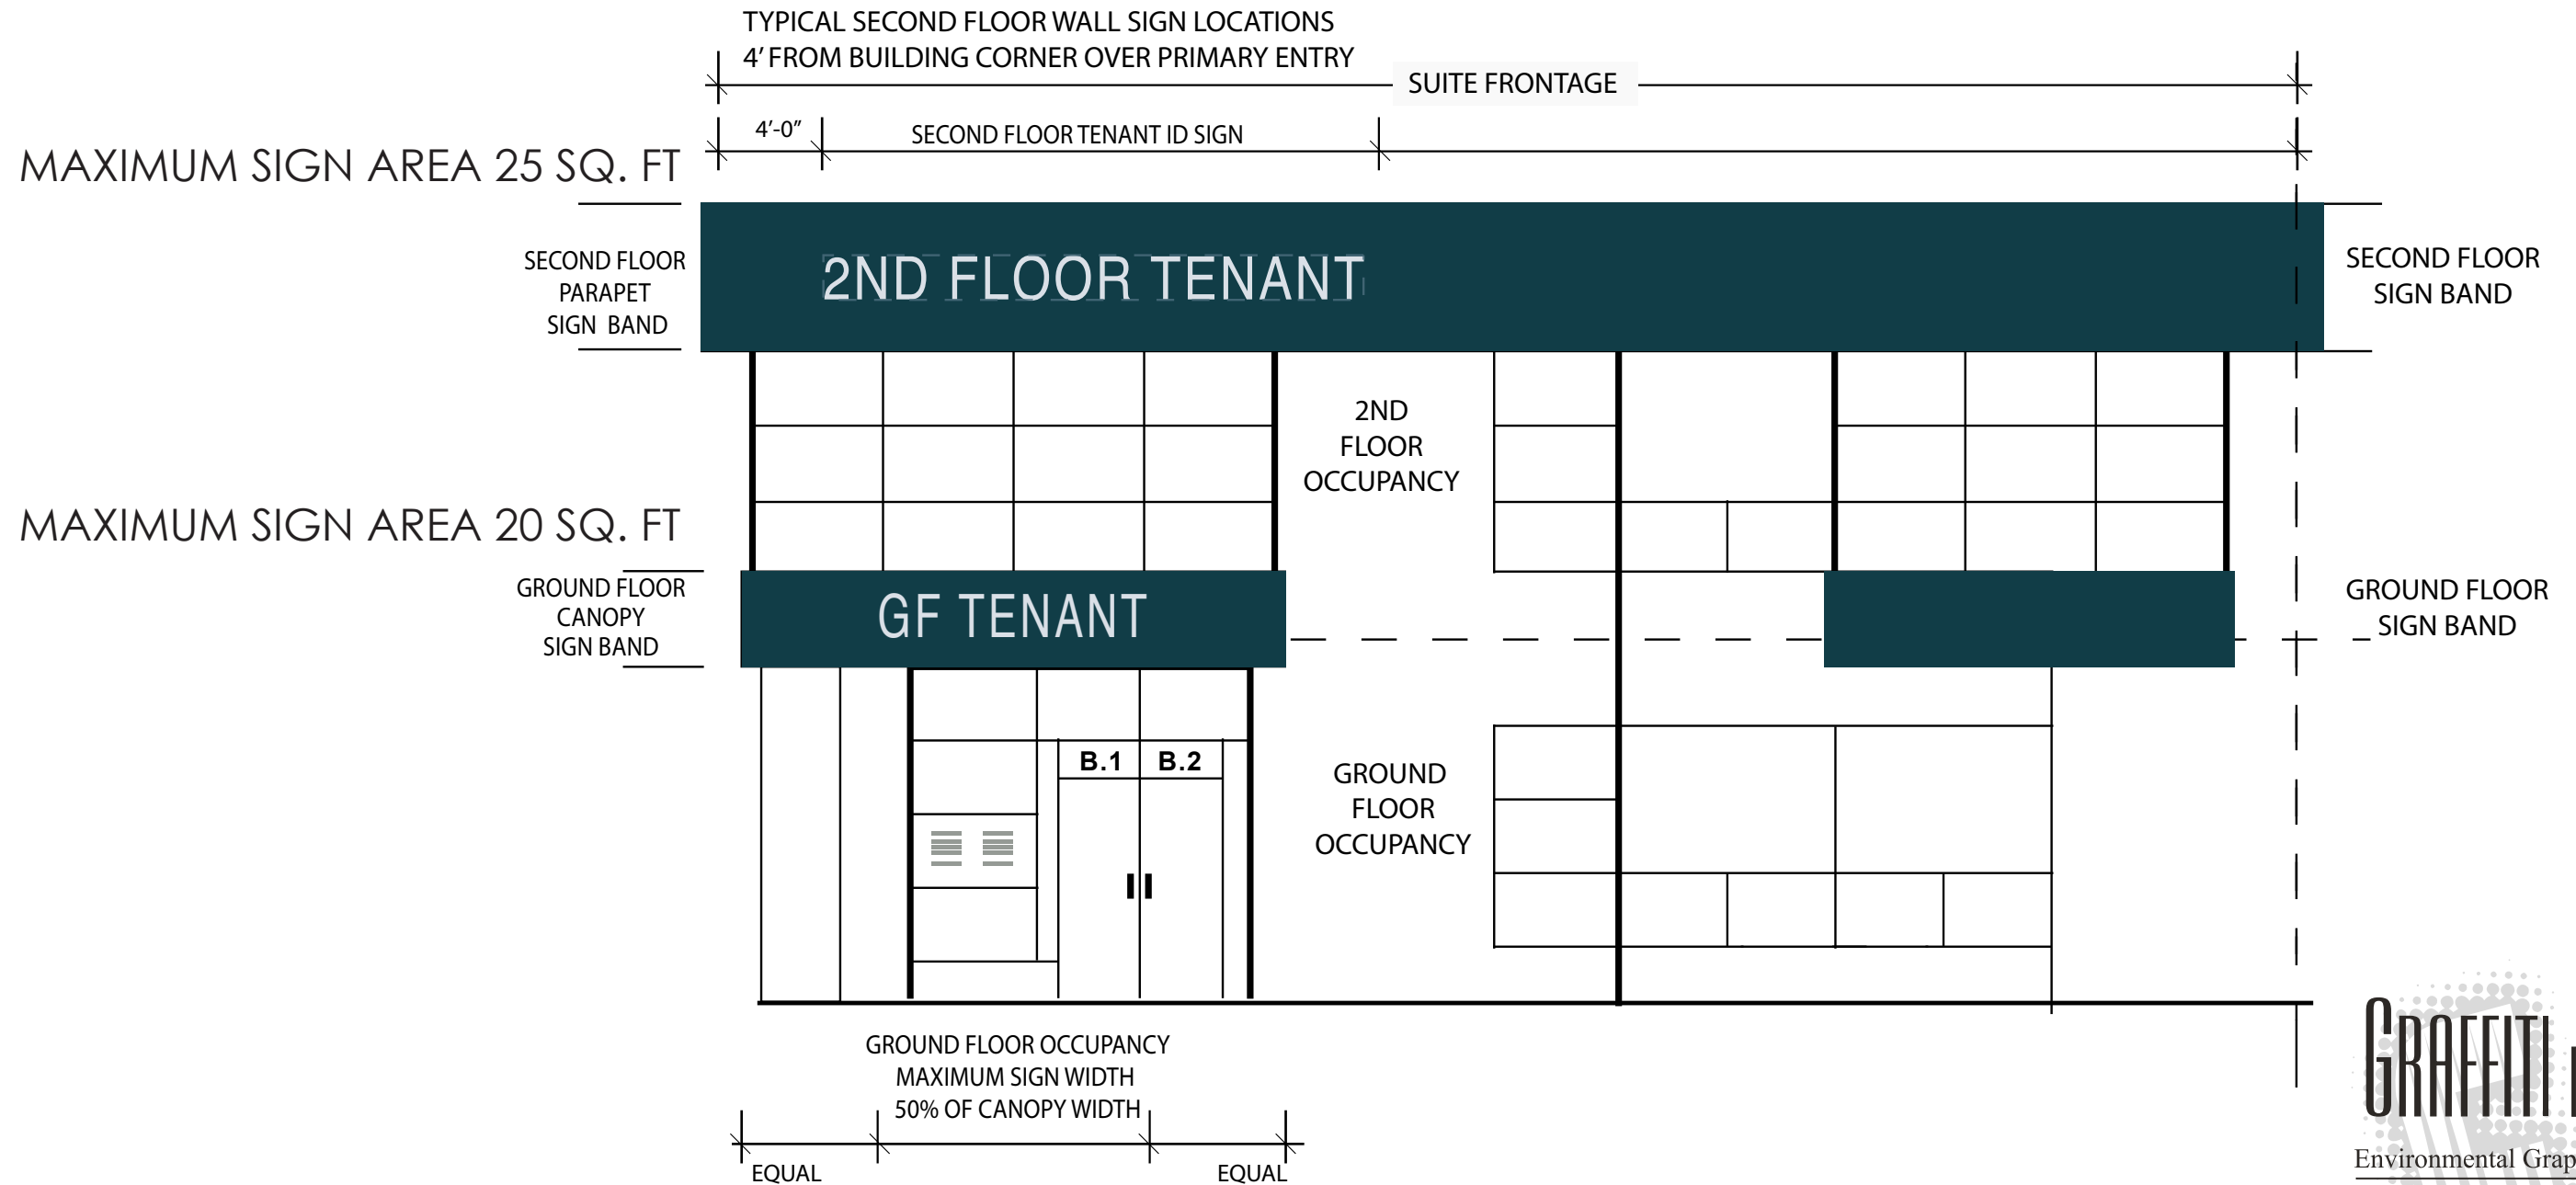 TYPICAL SECOND FLOOR WALL SIGN LOCATIONS
4' FROM BUILDING CORNER OVER PRIMARY ENTRY
SUITE FRONTAGE
4'-0"
SECOND FLOOR TENANT ID SIGN
MAXIMUM SIGN AREA 25 SQ. FT
SECOND FLOOR
PARAPET
SIGN BAND
2ND FLOOR TENANT
SECOND FLOOR
SIGN BAND
2ND
FLOOR
OCCUPANCY
MAXIMUM SIGN AREA 20 SQ. FT
GROUND FLOOR
CANOPY
SIGN BAND
GF TENANT
GROUND FLOOR
SIGN BAND
B.1
B.2
GROUND
FLOOR
OCCUPANCY
GROUND FLOOR OCCUPANCY
MAXIMUM SIGN WIDTH
50% OF CANOPY WIDTH
EQUAL
EQUAL
GRAFFITI
Environmental